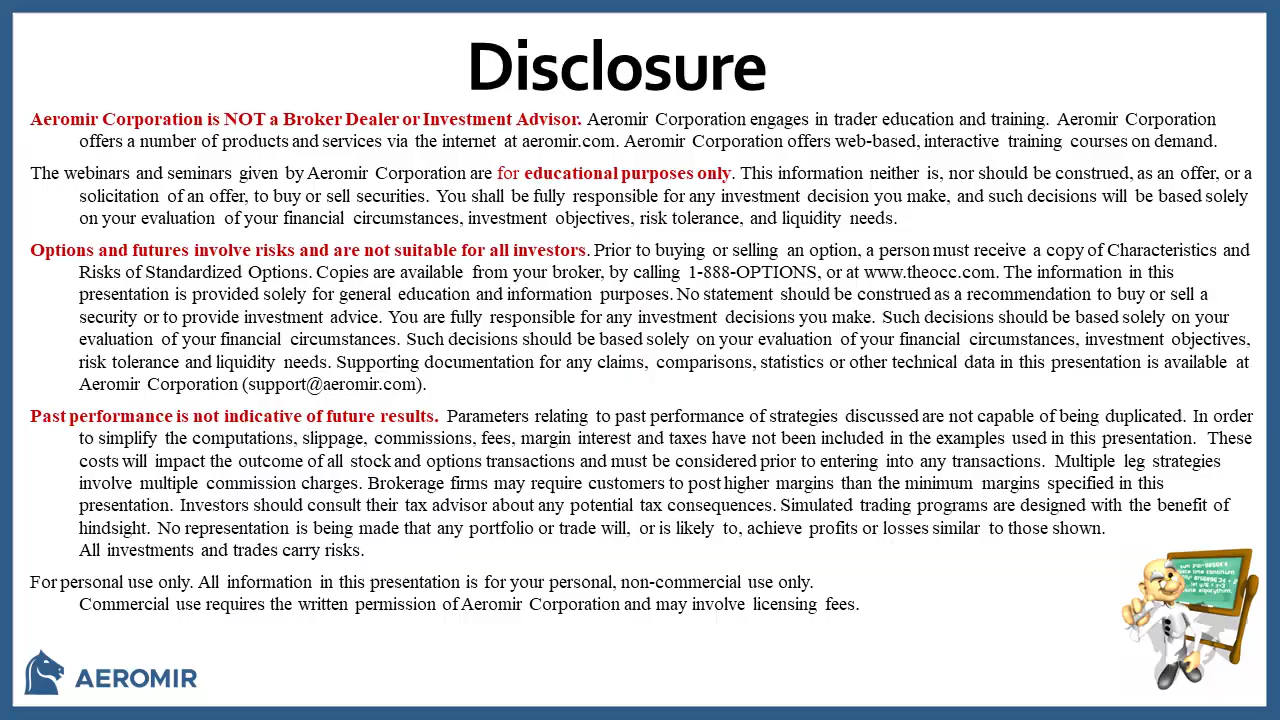 Disclosure
Aeromir Corporation is NOT a Broker Dealer or Investment Advisor. Aeromir Corporation engages in trader education and training. Aeromir Corporation
offers a number of products and services via the internet at aeromir.com. Aeromir Corporation offers web-based, interactive training courses on demand.
The webinars and seminars given by Aeromir Corporation are for educational purposes only. This information neither is, nor should be construed, as an offer, or a
solicitation of an offer, to buy or sell securities. You shall be fully responsible for any investment decision you make, and such decisions will be based solely
on your evaluation of your financial circumstances, investment objectives, risk tolerance, and liquidity needs.
Options and futures involve risks and are not suitable for all investors. Prior to buying or selling an option, a person must receive a copy of Characteristics and
Risks of Standardized Options. Copies are available from your broker, by calling 1-888-OPTIONS, or at www.theocc.com. The information in this
presentation is provided solely for general education and information purposes. No statement should be construed as a recommendation to buy or sell a
security or to provide investment advice. You are fully responsible for any investment decisions you make. Such decisions should be based solely on your
evaluation of your financial circumstances. Such decisions should be based solely on your evaluation of your financial circumstances, investment objectives,
risk tolerance and liquidity needs. Supporting documentation for any claims, comparisons, statistics or other technical data in this presentation is available at
Aeromir Corporation (support@aeromir.com).
Past performance is not indicative of future results. Parameters relating to past performance of strategies discussed are not capable of being duplicated. In order
to simplify the computations, slippage, commissions, fees, margin interest and taxes have not been included in the examples used in this presentation. These
costs will impact the outcome of all stock and options transactions and must be considered prior to entering into any transactions. Multiple leg strategies
involve multiple commission charges. Brokerage firms may require customers to post higher margins than the minimum margins specified in this
presentation. Investors should consult their tax advisor about any potential tax consequences. Simulated trading programs are designed with the benefit of
hindsight. No representation is being made that any portfolio or trade will, or is likely to, achieve profits or losses similar to those shown.
All investments and trades carry risks.
For personal use only. All information in this presentation is for your personal, non-commercial use only.
Commercial use requires the written permission of Aeromir Corporation and may involve licensing fees.
time continum
AEROMIR